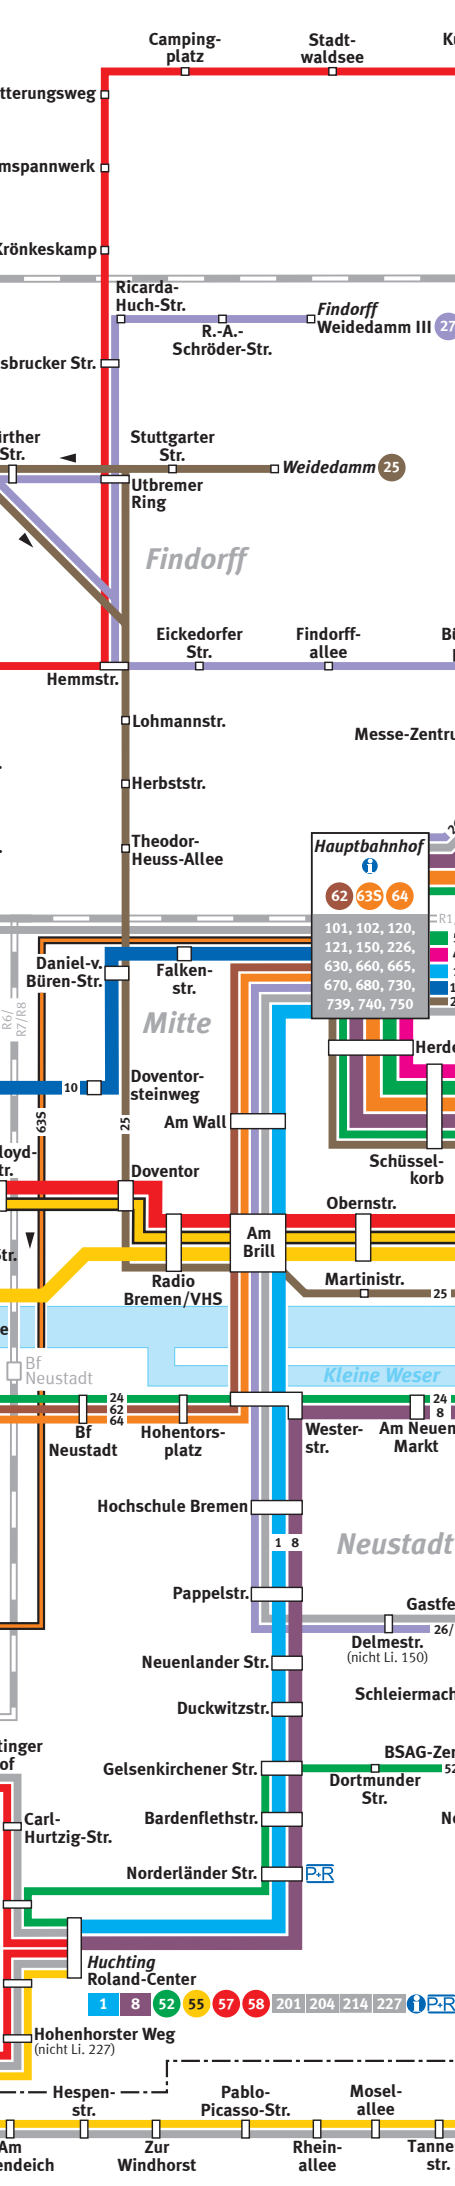 Camping-
platz
Stadt-
waldsee
Krönkeskamp
Ricarda-
Huch-Str.
R.-A.-
Schröder-Str.
Findorff
Weidedamm III 27
Stuttgarter
Str.
Str.
Weidedamm 25
Utbremer
Ring
Findorff
Eickedorfer
Str.
Findorff-
allee
Hemmstr.
Lohmannstr.
Messe-Zentru
Herbststr.
Theodor-
Heuss-Allee
Hauptbahnhof
i
62 63S 64
101, 102, 120,
121, 150, 226,
630, 660, 665,
670, 680, 730,
739, 740, 750
Daniel-v.
Büren-Str.
Falken-
str.
R6/
R7/R8
Mitte
Doventor-
steinweg
10
63S
25
Am Wall
Herde
Schüssel-
korb
Doventor
Obernstr.
Am
Brill
Radio
Bremen/VHS
Martinistr.
25
Bf
Neustadt
Kleine Weser
24
62
64
24
8
Bf
Neustadt
Hohentors-
platz
Wester-
str.
Am Neuen
Markt
Hochschule Bremen
1 8
Neustadt
Pappelstr.
Gastfe
26/
Delmestr.
(nicht Li. 150)
Neuenlander Str.
Schleiermach
Duckwitzstr.
BSAG-Zen
Gelsenkirchener Str.
52
Dortmunder
Str.
Carl-
Hurtzig-Str.
Bardenflethstr.
Norderländer Str.
P+R
Huchting
Roland-Center
1 8 52 55 57 58 201 204 214 227 i P+R
Hohenhorster Weg
(nicht Li. 227)
Hespen-
str.
Pablo-
Picasso-Str.
Mosel-
allee
Am
Zur
Windhorst
Rhein-
allee
Tanne
str.